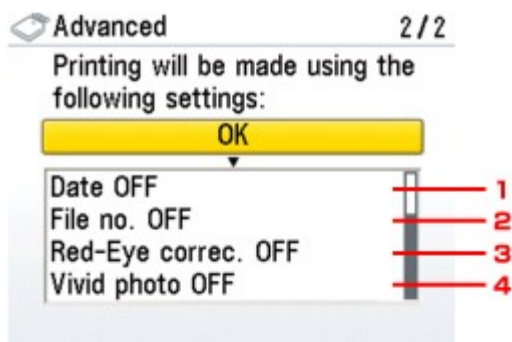 Advanced 2/2
Printing will be made using the
following settings:
OK
Date OFF 1
File no. OFF 2
Red-Eye correc. OFF 3
Vivid photo OFF 4